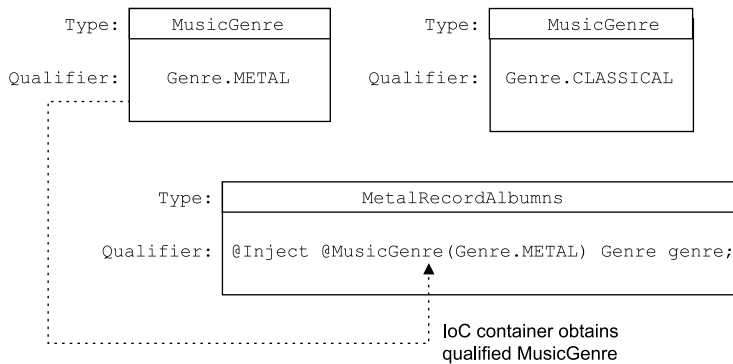 Type: MusicGenre
Type: MusicGenre
Qualifier: Genre.METAL
Qualifier: Genre.CLASSICAL
Type: MetalRecordAlbumns
Qualifier: @Inject @MusicGenre(Genre.METAL) Genre genre;
IoC container obtains
qualified MusicGenre